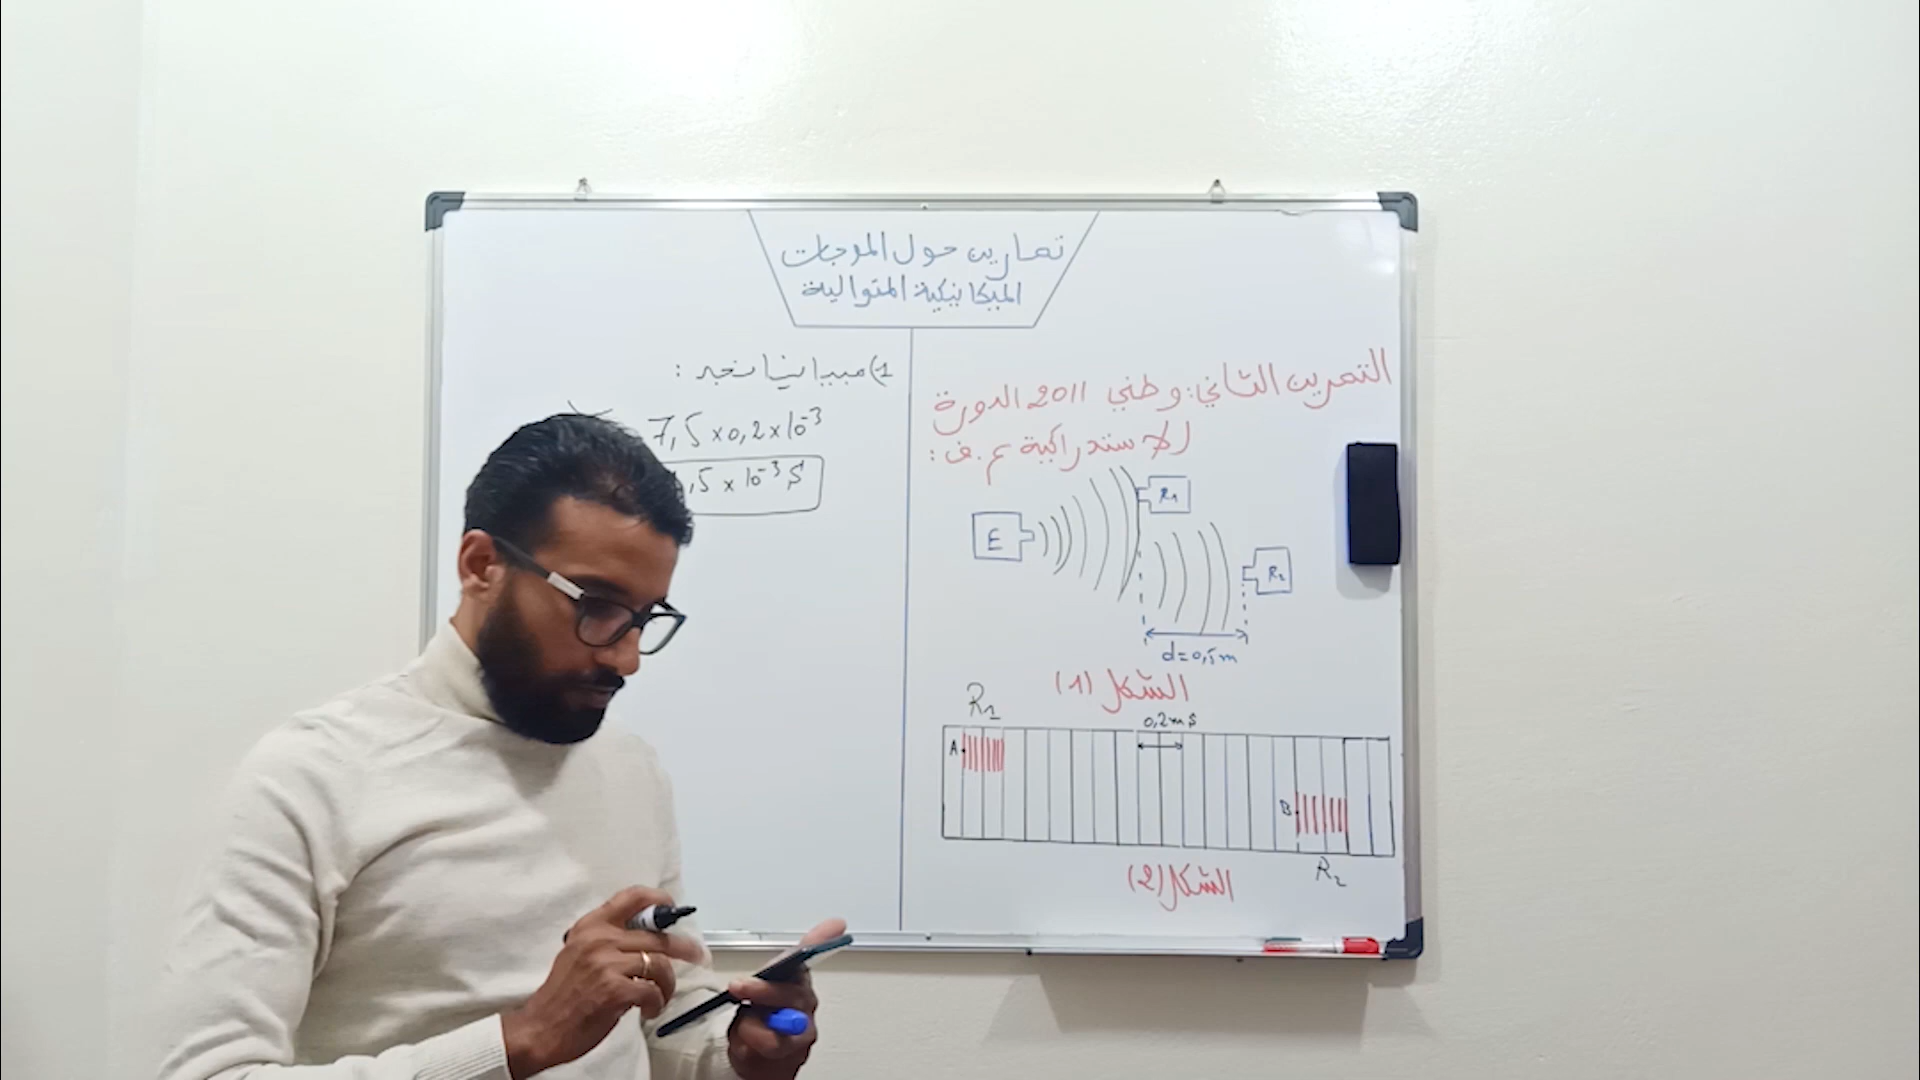 تمارين حول الموجات
الميكانيكية المتوالية
التمرين الثاني: وطني 2011 الدورة
الاستدراكية ع.ف:
E
R₁
R₂
d=0,5m
الشكل (1)
R₁
0,2ms
A
B
R₂
الشكل (2)
1) مبيانيا نجد :
7,5×0,2×10⁻³
,5 × 10⁻³ s